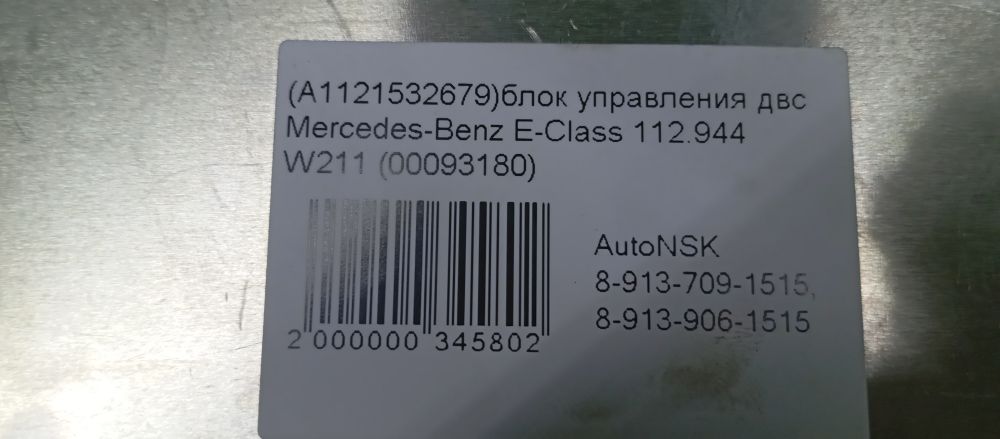 (A1121532679)блок управления двс
Mercedes-Benz E-Class 112.944
W211 (00093180)
AutoNSK
8-913-709-1515,
8-913-906-1515
2 000000 345802